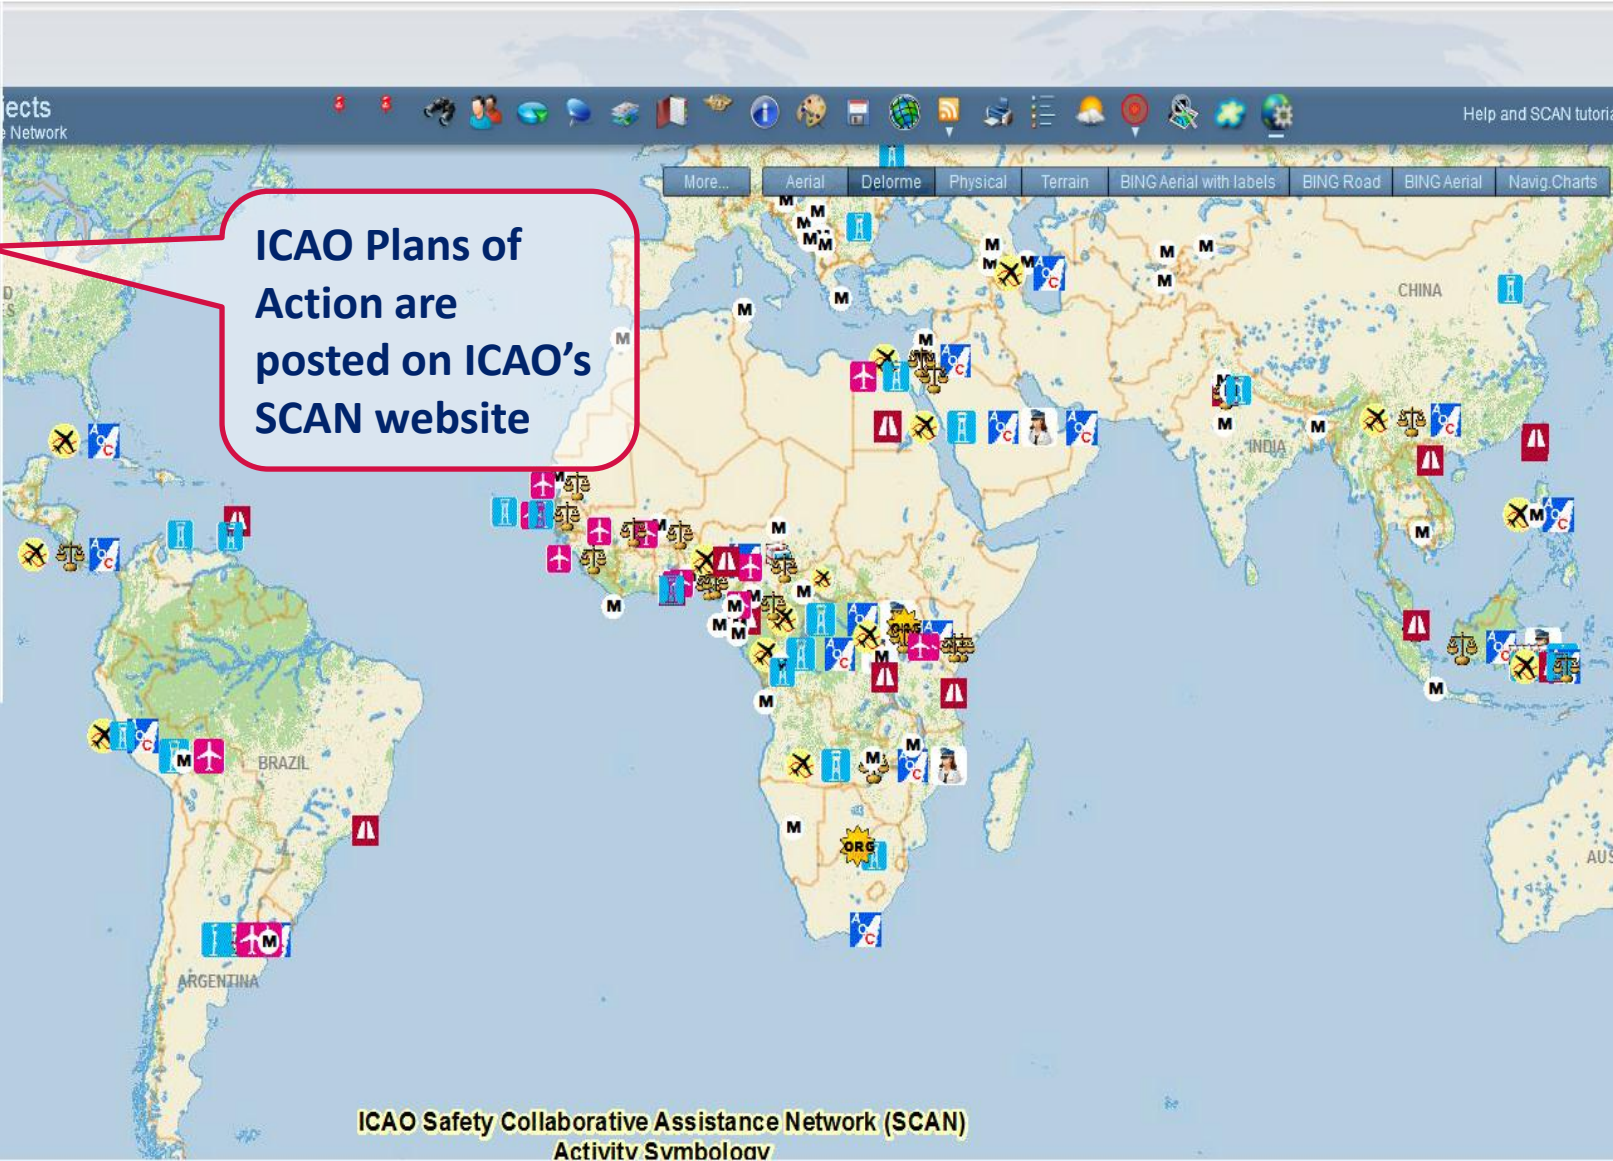 jects
e Network
Help and SCAN tutoria
More...
Aerial
Delorme
Physical
Terrain
BING Aerial with labels
BING Road
BING Aerial
Navig.Charts
ICAO Plans of
Action are
posted on ICAO’s
SCAN website
CHINA
INDIA
BRAZIL
ARGENTINA
AUS
ORG
ORG
ICAO Safety Collaborative Assistance Network (SCAN)
Activity Symbology